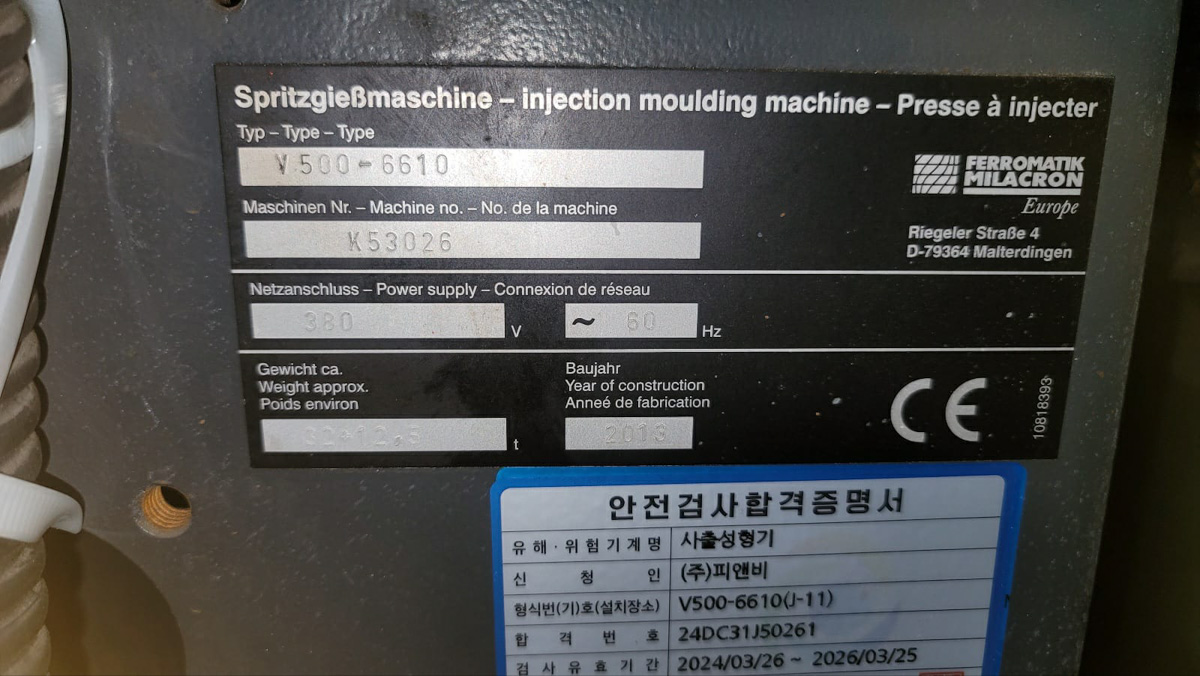 Spritzgießmaschine – injection moulding machine – Presse à injecter
Typ – Type – Type
V500-6610
FERROMATIK
MILACRON
Europe
Maschinen Nr. – Machine no. – No. de la machine
K53026
Riegeler Straße 4
D-79364 Malterdingen
Netzanschluss – Power supply – Connexion de réseau
380 V ~ 60 Hz
Gewicht ca.
Weight approx.
Poids environ
t
Baujahr
Year of construction
Anneé de fabrication
2013
CE
10818393
안전검사합격증명서
유해·위험기계명 사출성형기
신청인 (주)피앤비
형식번(기)호(설치장소) V500-6610(J-11)
합격번호 24DC31J50261
검사유효기간 2024/03/26 ~ 2026/03/25